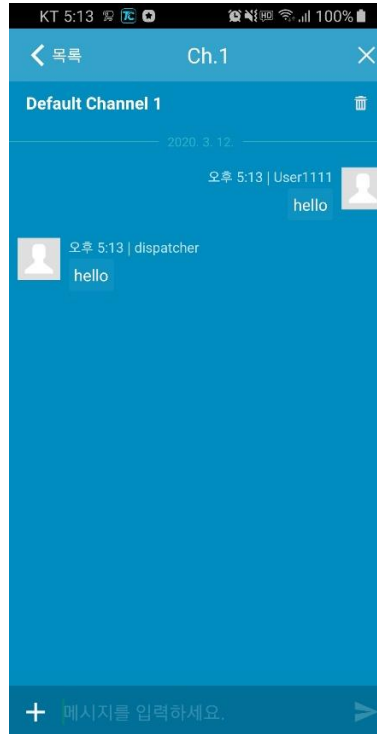 KT 5:13 TC 100%
목록 Ch.1
Default Channel 1
2020. 3. 12.
오후 5:13 | User1111
hello
오후 5:13 | dispatcher
hello
메시지를 입력하세요.